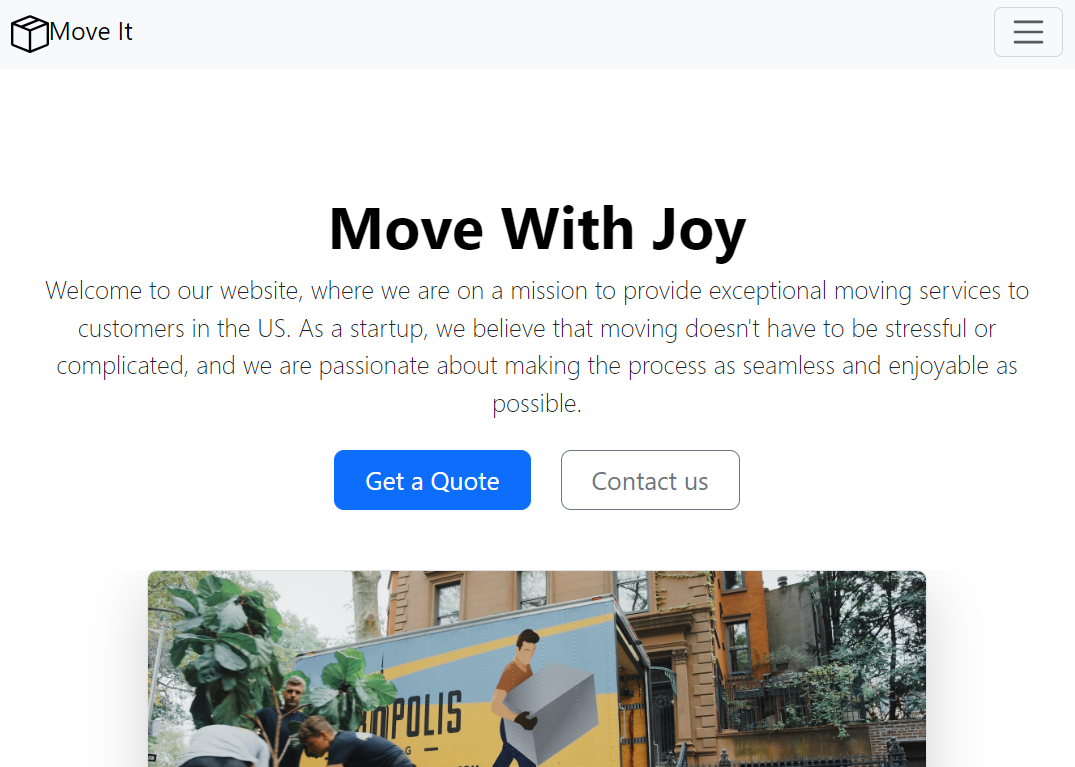 Move It
Move With Joy
Welcome to our website, where we are on a mission to provide exceptional moving services to
customers in the US. As a startup, we believe that moving doesn't have to be stressful or
complicated, and we are passionate about making the process as seamless and enjoyable as
possible.
Get a Quote
Contact us
POLIS